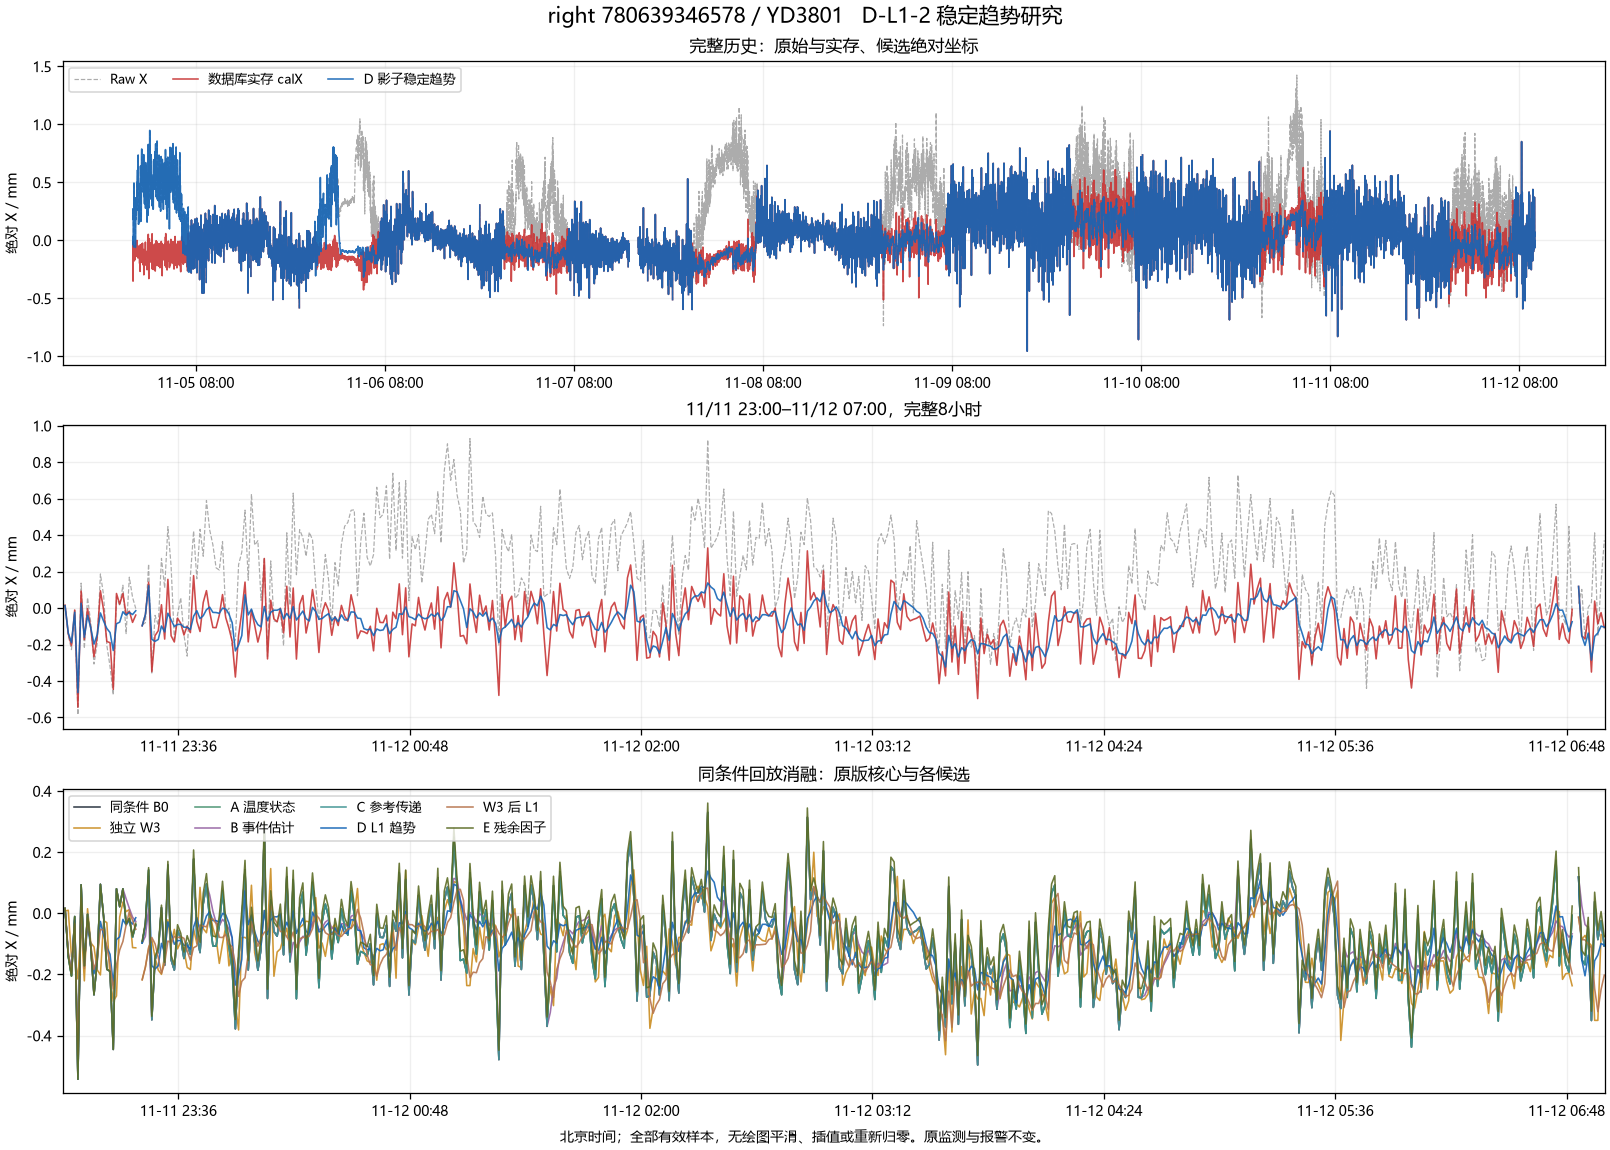 right 780639346578 / YD3801   D-L1-2 稳定趋势研究
完整历史：原始与实存、候选绝对坐标
Raw X   数据库实存 calX   D 影子稳定趋势
绝对 X / mm
1.5
1.0
0.5
0.0
-0.5
-1.0
11-05 08:00   11-06 08:00   11-07 08:00   11-08 08:00   11-09 08:00   11-10 08:00   11-11 08:00   11-12 08:00
11/11 23:00–11/12 07:00，完整8小时
绝对 X / mm
1.0
0.8
0.6
0.4
0.2
0.0
-0.2
-0.4
-0.6
11-11 23:36   11-12 00:48   11-12 02:00   11-12 03:12   11-12 04:24   11-12 05:36   11-12 06:48
同条件回放消融：原版核心与各候选
同条件 B0   A 温度状态   C 参考传递   W3 后 L1
独立 W3   B 事件估计   D L1 趋势   E 残余因子
绝对 X / mm
0.4
0.2
0.0
-0.2
-0.4
11-11 23:36   11-12 00:48   11-12 02:00   11-12 03:12   11-12 04:24   11-12 05:36   11-12 06:48
北京时间；全部有效样本，无绘图平滑、插值或重新归零。原监测与报警不变。